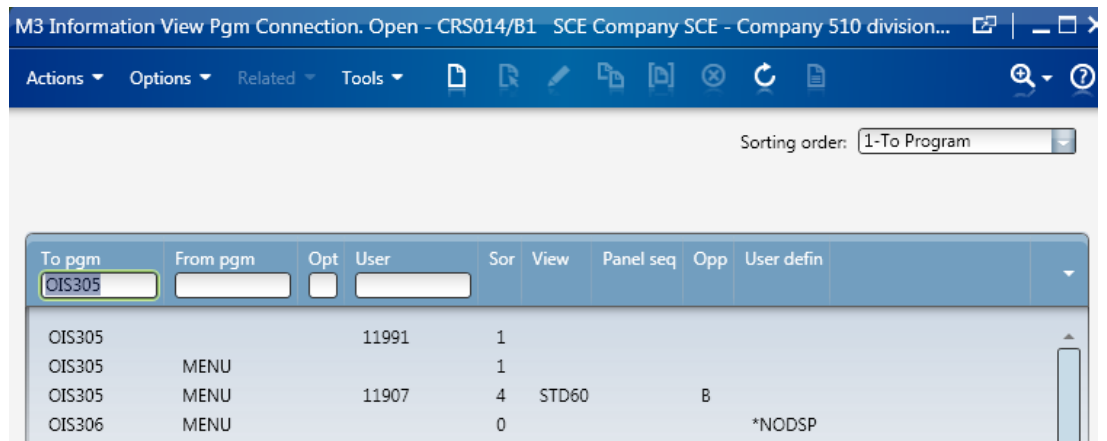 M3 Information View Pgm Connection. Open - CRS014/B1 SCE Company SCE - Company 510 division...
Actions Options Related Tools
Sorting order: 1-To Program
To pgm From pgm Opt User Sor View Panel seq Opp User defin
OIS305
OIS305 11991 1
OIS305 MENU 1
OIS305 MENU 11907 4 STD60 B
OIS306 MENU 0 *NODSP